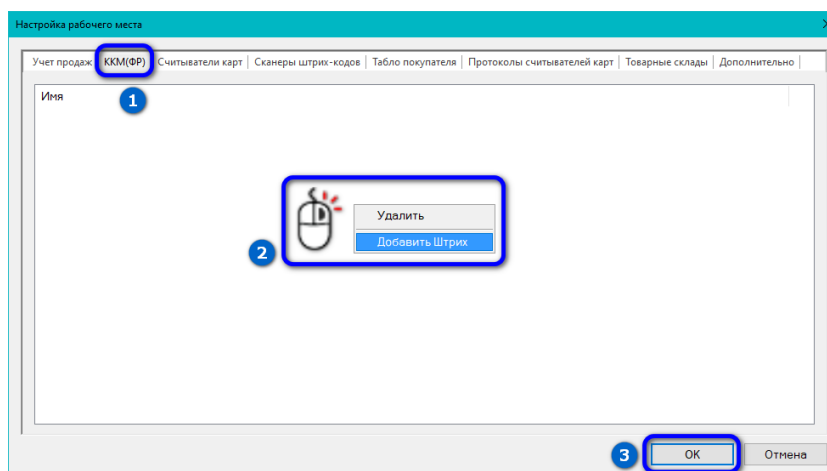 Настройка рабочего места
Учет продаж ККМ(ФР) Считыватели карт Сканеры штрих-кодов Табло покупателя Протоколы считывателей карт Товарные склады Дополнительно
Имя
1
Удалить
Добавить Штрих
2
3 OK Отмена